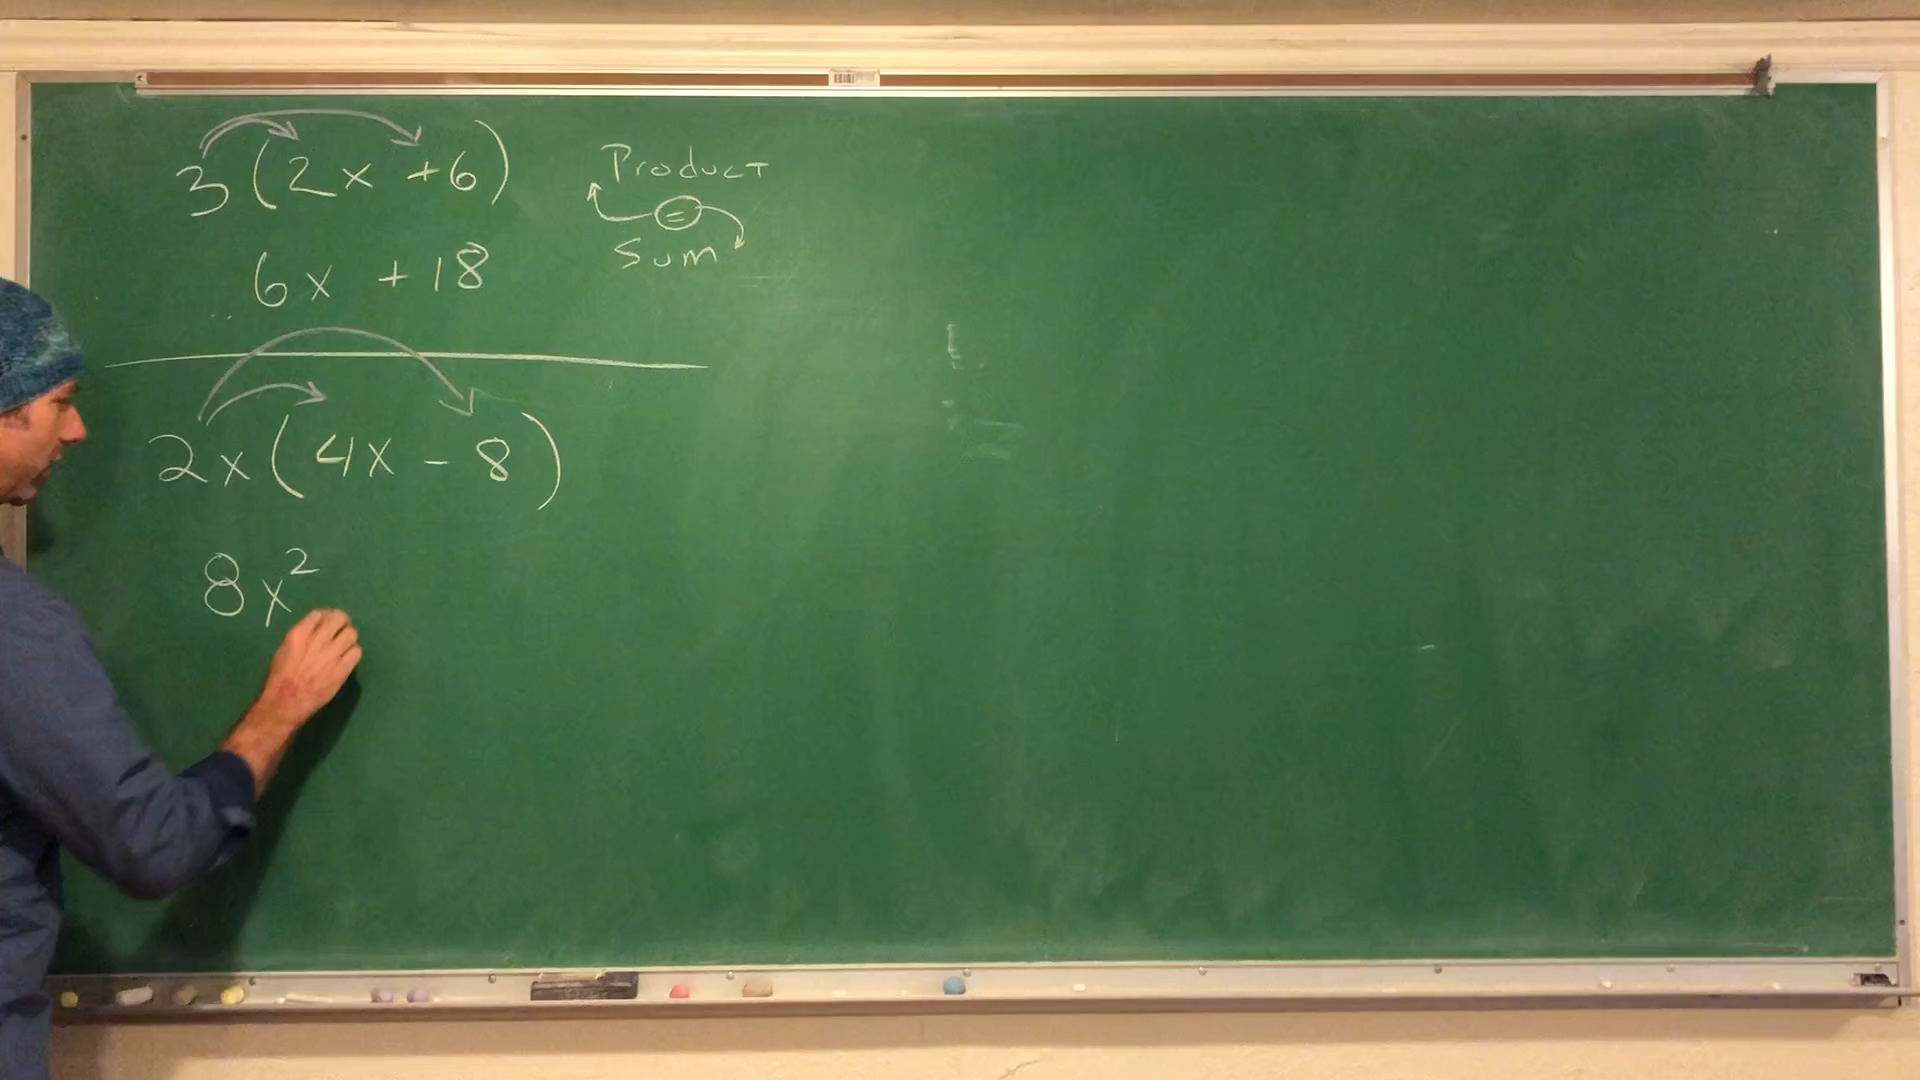 3(2x +6)
6x +18
Product
=
Sum
2x(4x - 8)
8x²